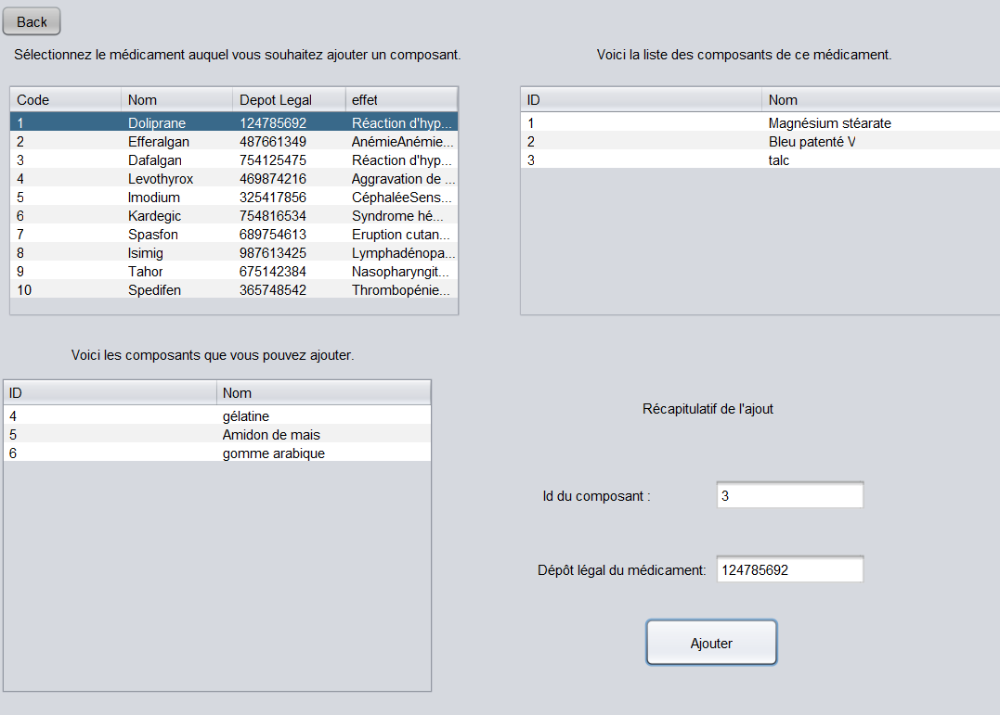 Back
Sélectionnez le médicament auquel vous souhaitez ajouter un composant.
Code Nom Depot Legal effet
1 Doliprane 124785692 Réaction d'hyp...
2 Efferalgan 487661349 AnémieAnémie...
3 Dafalgan 754125475 Réaction d'hyp...
4 Levothyrox 469874216 Aggravation de ...
5 Imodium 325417856 CéphaléeSens...
6 Kardegic 754816534 Syndrome hé...
7 Spasfon 689754613 Eruption cutan...
8 Isimig 987613425 Lymphadénopa...
9 Tahor 675142384 Nasopharyngit...
10 Spedifen 365748542 Thrombopénie...
Voici la liste des composants de ce médicament.
ID Nom
1 Magnésium stéarate
2 Bleu patenté V
3 talc
Voici les composants que vous pouvez ajouter.
ID Nom
4 gélatine
5 Amidon de mais
6 gomme arabique
Récapitulatif de l'ajout
Id du composant : 3
Dépôt légal du médicament: 124785692
Ajouter